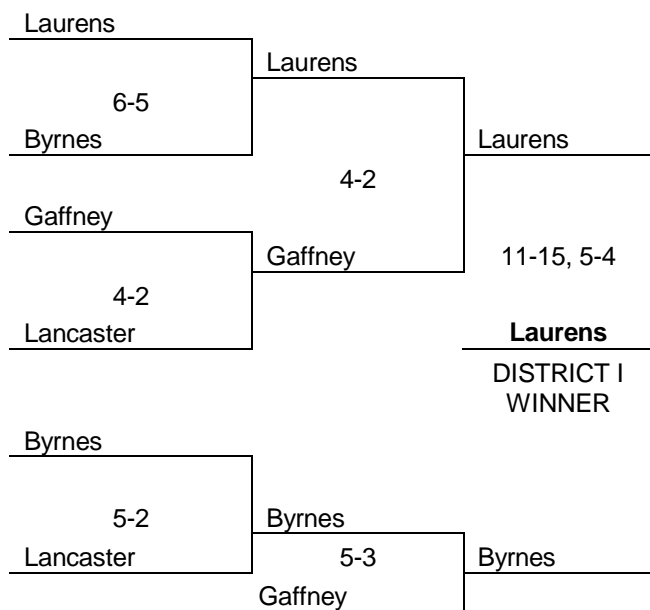 Laurens
Laurens
6-5
Byrnes
Laurens
4-2
Gaffney
Gaffney
11-15, 5-4
4-2
Lancaster
Laurens
DISTRICT I
WINNER
Byrnes
5-2
Byrnes
Lancaster
5-3
Byrnes
Gaffney